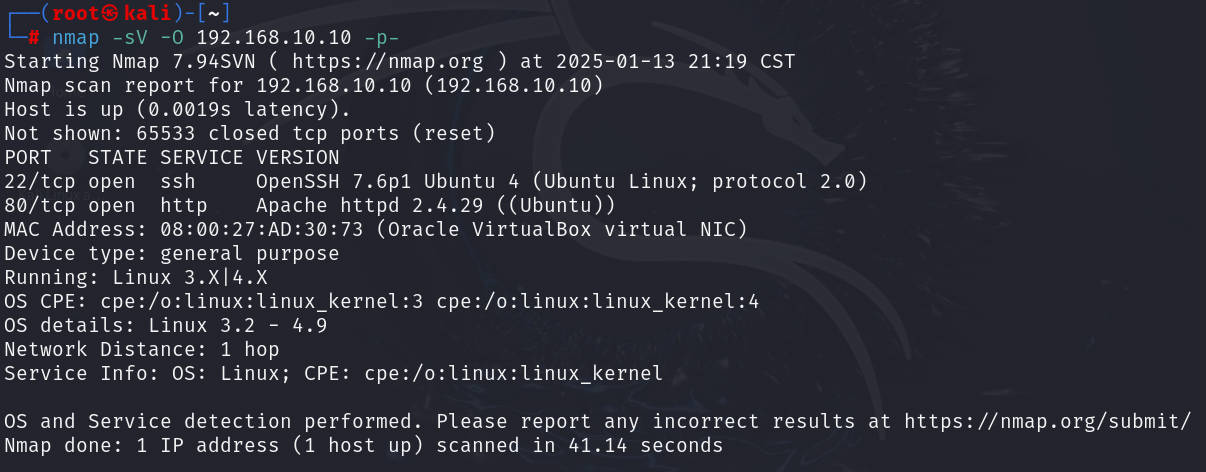 ┌──(root㉿kali)-[~]
└─# nmap -sV -O 192.168.10.10 -p-
Starting Nmap 7.94SVN ( https://nmap.org ) at 2025-01-13 21:19 CST
Nmap scan report for 192.168.10.10 (192.168.10.10)
Host is up (0.0019s latency).
Not shown: 65533 closed tcp ports (reset)
PORT   STATE SERVICE VERSION
22/tcp open  ssh     OpenSSH 7.6p1 Ubuntu 4 (Ubuntu Linux; protocol 2.0)
80/tcp open  http    Apache httpd 2.4.29 ((Ubuntu))
MAC Address: 08:00:27:AD:30:73 (Oracle VirtualBox virtual NIC)
Device type: general purpose
Running: Linux 3.X|4.X
OS CPE: cpe:/o:linux:linux_kernel:3 cpe:/o:linux:linux_kernel:4
OS details: Linux 3.2 - 4.9
Network Distance: 1 hop
Service Info: OS: Linux; CPE: cpe:/o:linux:linux_kernel

OS and Service detection performed. Please report any incorrect results at https://nmap.org/submit/
Nmap done: 1 IP address (1 host up) scanned in 41.14 seconds